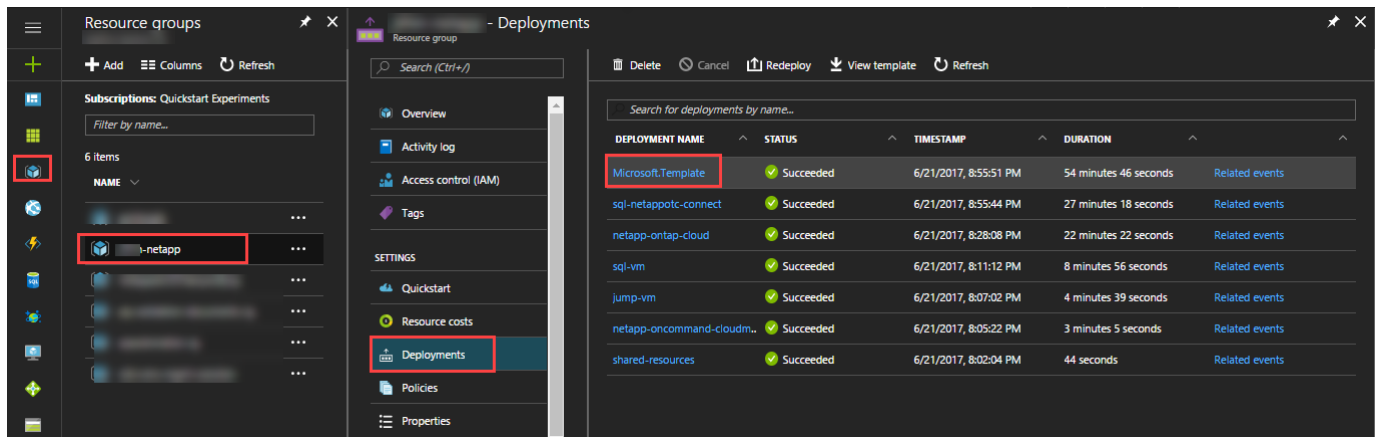 Resource groups
Add Columns Refresh
Subscriptions: Quickstart Experiments
Filter by name...
6 items
NAME
-netapp
- Deployments
Resource group
Search (Ctrl+/)
Overview
Activity log
Access control (IAM)
Tags
SETTINGS
Quickstart
Resource costs
Deployments
Policies
Properties
Delete Cancel Redeploy View template Refresh
Search for deployments by name...
DEPLOYMENT NAME STATUS TIMESTAMP DURATION
Microsoft.Template Succeeded 6/21/2017, 8:55:51 PM 54 minutes 46 seconds Related events
sql-netappotc-connect Succeeded 6/21/2017, 8:55:44 PM 27 minutes 18 seconds Related events
netapp-ontap-cloud Succeeded 6/21/2017, 8:28:08 PM 22 minutes 22 seconds Related events
sql-vm Succeeded 6/21/2017, 8:11:12 PM 8 minutes 56 seconds Related events
jump-vm Succeeded 6/21/2017, 8:07:02 PM 4 minutes 39 seconds Related events
netapp-oncommand-cloudm.. Succeeded 6/21/2017, 8:05:22 PM 3 minutes 5 seconds Related events
shared-resources Succeeded 6/21/2017, 8:02:04 PM 44 seconds Related events